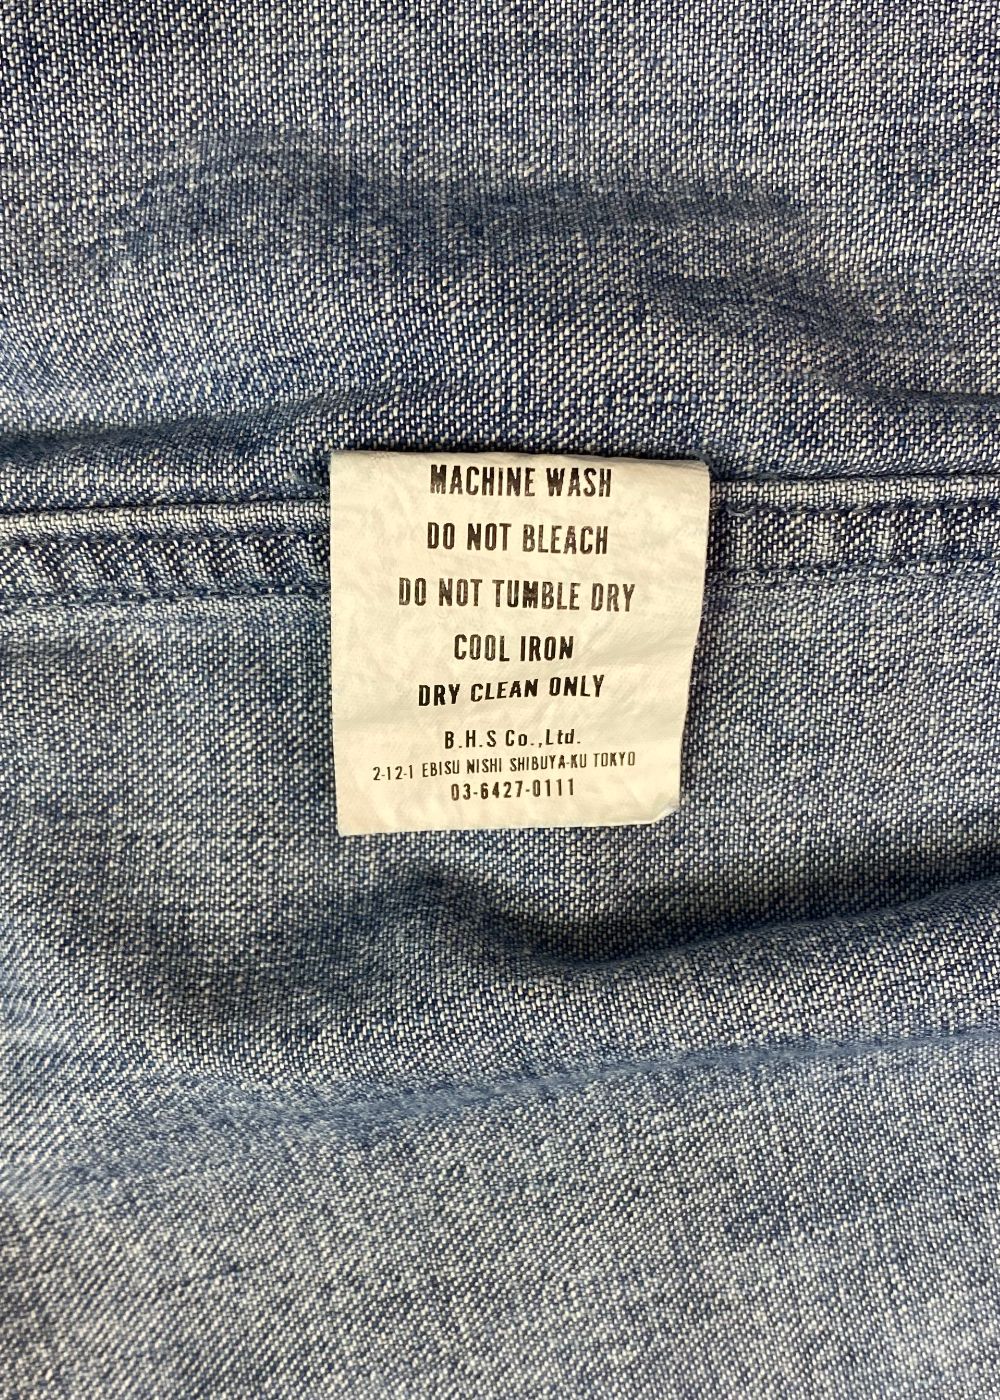 MACHINE WASH
DO NOT BLEACH
DO NOT TUMBLE DRY
COOL IRON
DRY CLEAN ONLY
B.H.S Co.,Ltd.
2-12-1 EBISU NISHI SHIBUYA-KU TOKYO
03-6427-0111